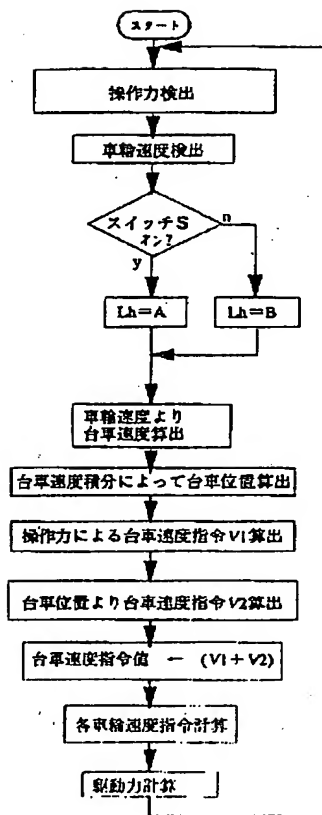 スタート
操作力検出
車輪速度検出
スイッチS
オン?
n
y
Lh=A
Lh=B
車輪速度より
台車速度算出
台車速度積分によって台車位置算出
操作力による台車速度指令V1算出
台車位置より台車速度指令V2算出
台車速度指令値 ← (V1+V2)
各車輪速度指令計算
駆動力計算